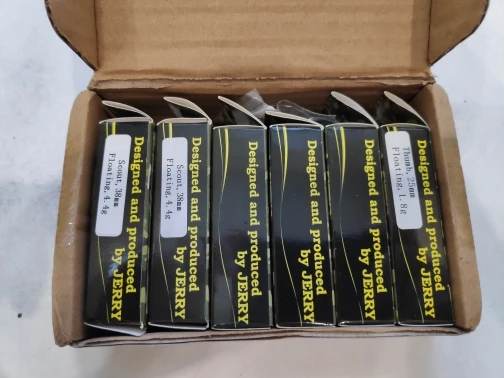 Designed and produced
by JERRY
Scout, 38mm
Floating, 4.4g
Designed and produced
by JERRY
Scout, 38mm
Floating, 4.4g
Designed and produced
by JERRY
Designed and produced
by JERRY
Designed and produced
by JERRY
Designed and produced
by JERRY
Thumb, 25mm
Floating, 1.8g